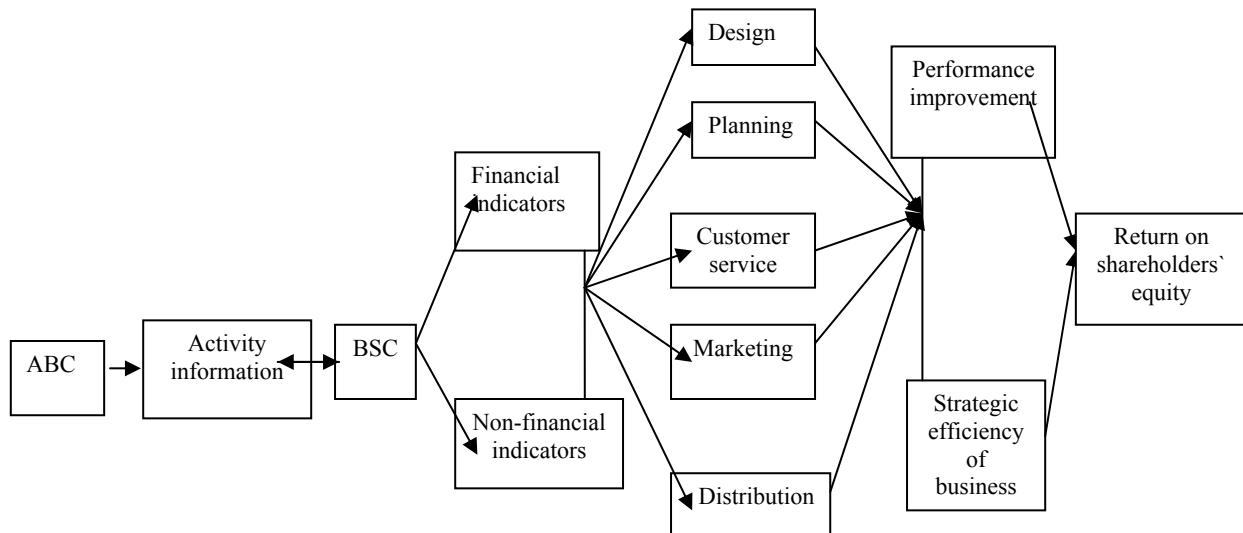 ABC
Activity
information
BSC
Financial
indicators
Non-financial
indicators
Design
Planning
Customer
service
Marketing
Distribution
Performance
improvement
Strategic
efficiency
of
business
Return on
shareholders`
equity